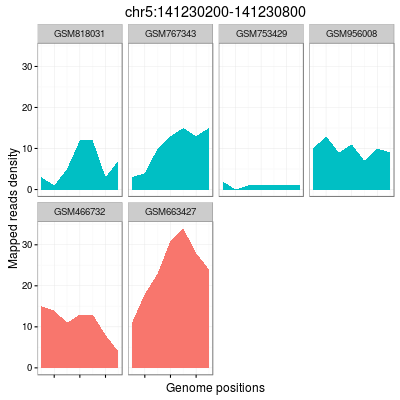 chr5:141230200-141230800
GSM818031 GSM767343 GSM753429 GSM956008
30
20
10
0
Mapped reads density
GSM466732 GSM663427
30
20
10
0
Genome positions